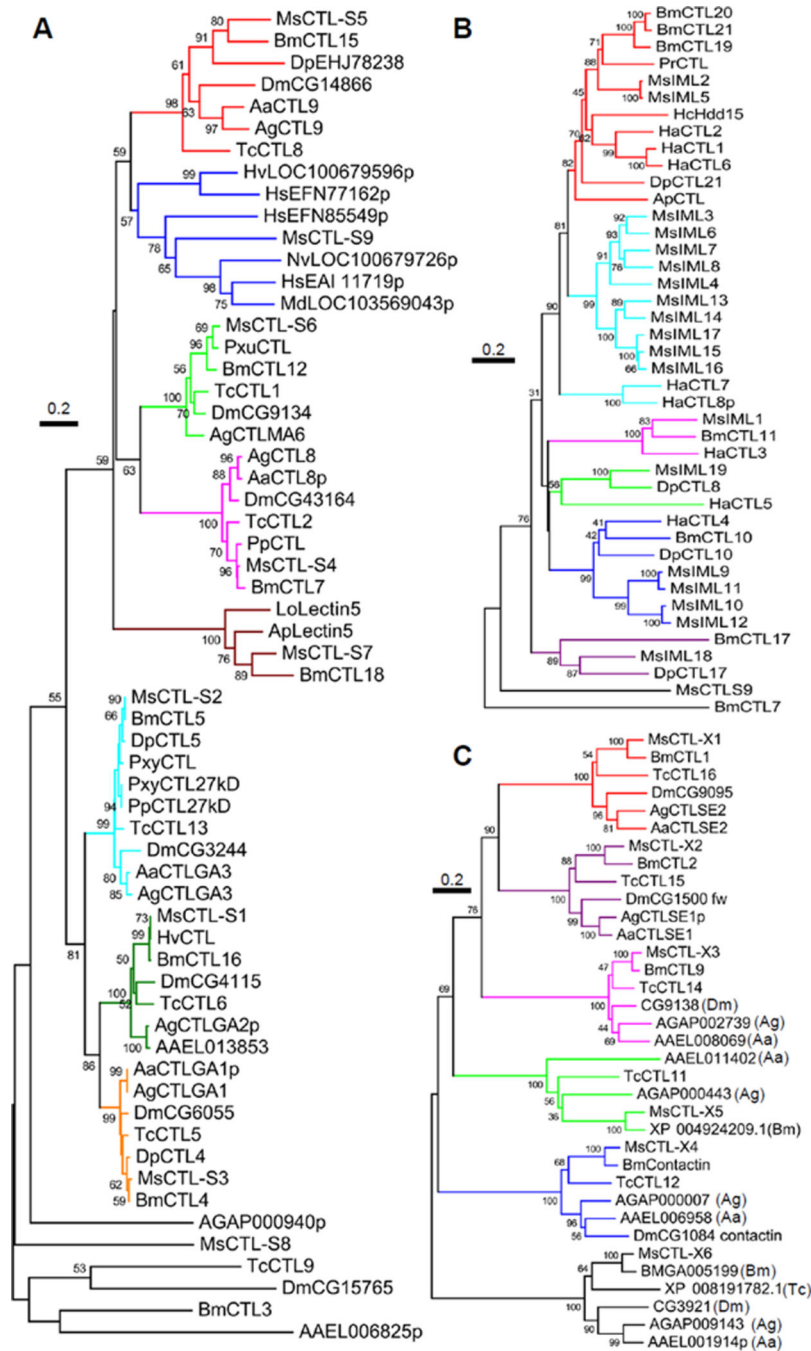 A
MsCTL-S5
BmCTL15
DpEHJ78238
DmCG14866
AaCTL9
AgCTL9
TcCTL8
HvLOC100679596p
HsEFN77162p
HsEFN85549p
MsCTL-S9
NvLOC100679726p
HsEAI 11719p
MdLOC103569043p
MsCTL-S6
PxuCTL
BmCTL12
TcCTL1
DmCG9134
AgCTLMA6
AgCTL8
AaCTL8p
DmCG43164
TcCTL2
PpCTL
MsCTL-S4
BmCTL7
LoLectin5
ApLectin5
MsCTL-S7
BmCTL18
MsCTL-S2
BmCTL5
DpCTL5
PxyCTL
PxyCTL27kD
PpCTL27kD
TcCTL13
DmCG3244
AaCTLGA3
AgCTLGA3
MsCTL-S1
HvCTL
BmCTL16
DmCG4115
TcCTL6
AgCTLGA2p
AAEL013853
AaCTLGA1p
AgCTLGA1
DmCG6055
TcCTL5
DpCTL4
MsCTL-S3
BmCTL4
AGAP000940p
MsCTL-S8
TcCTL9
DmCG15765
BmCTL3
AAEL006825p
0.2
80
91
61
98
63
97
59
99
57
78
65
98
75
69
96
56
100
70
59
63
96
88
100
70
96
100
76
89
55
90
66
94
99
80
85
81
73
99
50
100
52
100
86
99
99
62
59
53
B
BmCTL20
BmCTL21
BmCTL19
PrCTL
MsIML2
MsIML5
HcHdd15
HaCTL2
HaCTL1
HaCTL6
DpCTL21
ApCTL
MsIML3
MsIML6
MsIML7
MsIML8
MsIML4
MsIML13
MsIML14
MsIML17
MsIML15
MsIML16
HaCTL7
HaCTL8p
MsIML1
BmCTL11
HaCTL3
MsIML19
DpCTL8
HaCTL5
HaCTL4
BmCTL10
DpCTL10
MsIML9
MsIML11
MsIML10
MsIML12
BmCTL17
MsIML18
DpCTL17
MsCTLS9
BmCTL7
0.2
100
100
71
88
100
45
70
62
99
100
82
81
92
93
91
76
99
89
100
66
90
100
31
83
100
100
56
41
42
99
100
99
100
76
89
87
C
MsCTL-X1
BmCTL1
TcCTL16
DmCG9095
AgCTLSE2
AaCTLSE2
MsCTL-X2
BmCTL2
TcCTL15
DmCG1500 fw
AgCTLSE1p
AaCTLSE1
MsCTL-X3
BmCTL9
TcCTL14
CG9138 (Dm)
AGAP002739 (Ag)
AAEL008069 (Aa)
AAEL011402 (Aa)
TcCTL11
AGAP000443 (Ag)
MsCTL-X5
XP 004924209.1(Bm)
MsCTL-X4
BmContactin
TcCTL12
AGAP000007 (Ag)
AAEL006958 (Aa)
DmCG1084 contactin
MsCTL-X6
BMGA005199 (Bm)
XP 008191782.1(Tc)
CG3921 (Dm)
AGAP009143 (Ag)
AAEL001914p (Aa)
0.2
100
54
100
96
81
90
100
88
100
99
100
76
100
47
100
44
69
69
100
56
36
100
100
68
100
96
56
100
64
100
90
99